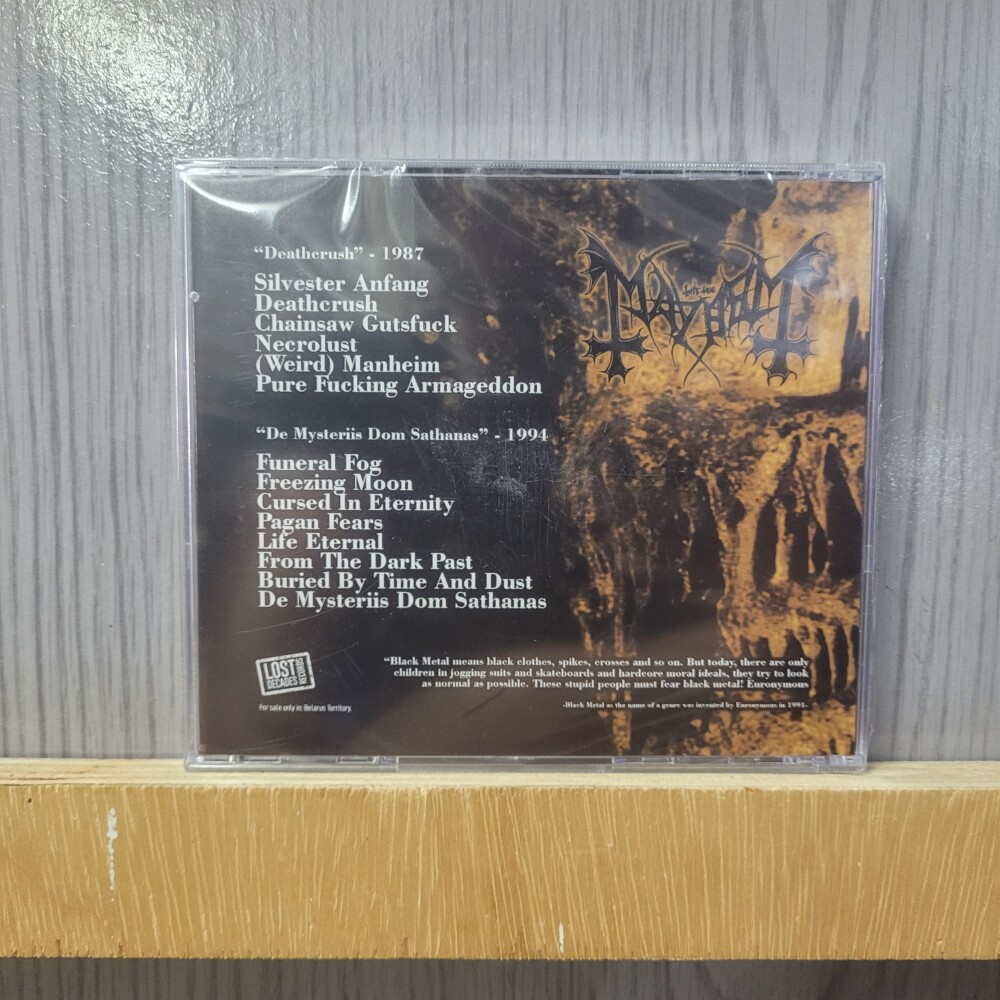 “Deathcrush” - 1987
Silvester Anfang
Deathcrush
Chainsaw Gutsfuck
Necrolust
(Weird) Manheim
Pure Fucking Armageddon
“De Mysteriis Dom Sathanas” - 1994
Funeral Fog
Freezing Moon
Cursed In Eternity
Pagan Fears
Life Eternal
From The Dark Past
Buried By Time And Dust
De Mysteriis Dom Sathanas
THE TRUE
MAYHEM
LOST
DECADES
RECORDS
For sale only in Belarus Territory.
“Black Metal means black clothes, spikes, crosses and so on. But today, there are only
children in jogging suits and skateboards and hardcore moral ideals, they try to look
as normal as possible. These stupid people must fear black metal! Euronymous
-Black Metal as the name of a genre was invented by Euronymous in 1991-